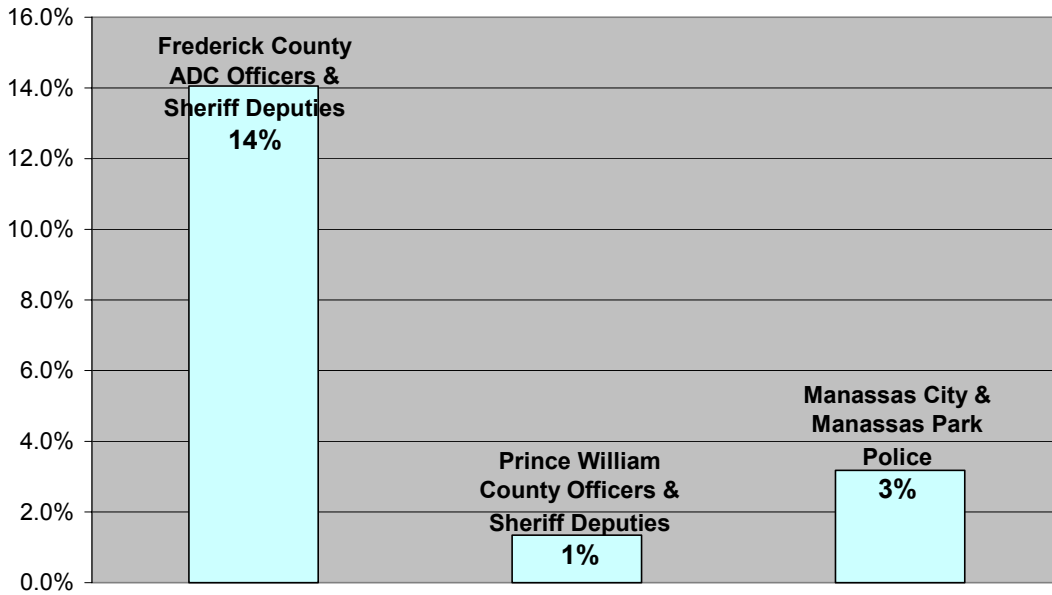 16.0%
14.0%
12.0%
10.0%
8.0%
6.0%
4.0%
2.0%
0.0%
Frederick County
ADC Officers &
Sheriff Deputies
14%
Prince William
County Officers &
Sheriff Deputies
1%
Manassas City &
Manassas Park
Police
3%